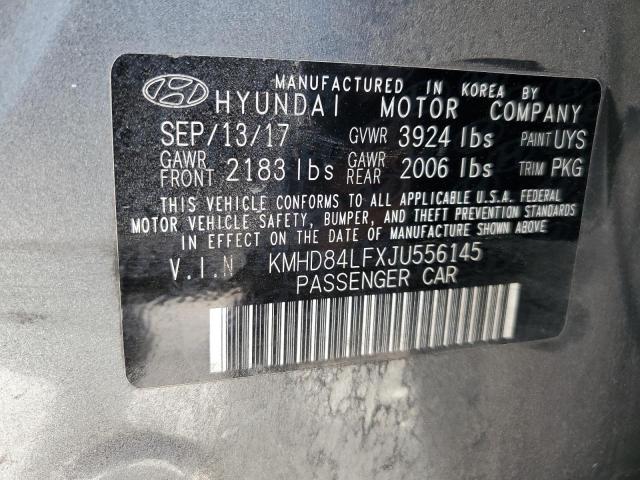 MANUFACTURED IN KOREA BY
HYUNDAI MOTOR COMPANY
SEP/13/17 GVWR 3924 lbs PAINT UYS
GAWR FRONT 2183 lbs GAWR REAR 2006 lbs TRIM PKG
THIS VEHICLE CONFORMS TO ALL APPLICABLE U.S.A. FEDERAL
MOTOR VEHICLE SAFETY, BUMPER, AND THEFT PREVENTION STANDARDS
IN EFFECT ON THE DATE OF MANUFACTURE SHOWN ABOVE.
V.I.N KMHD84LFXJU556145
PASSENGER CAR